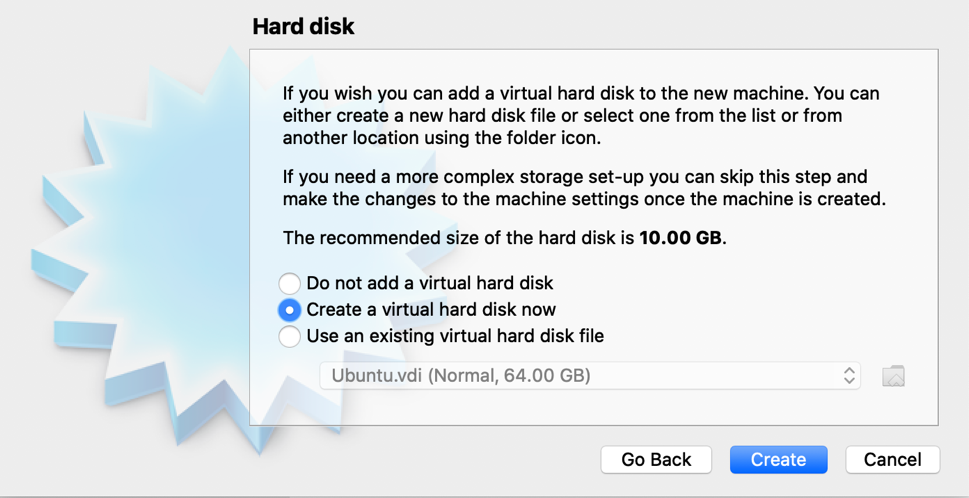 Hard disk
If you wish you can add a virtual hard disk to the new machine. You can
either create a new hard disk file or select one from the list or from
another location using the folder icon.
If you need a more complex storage set-up you can skip this step and
make the changes to the machine settings once the machine is created.
The recommended size of the hard disk is 10.00 GB.
Do not add a virtual hard disk
Create a virtual hard disk now
Use an existing virtual hard disk file
Ubuntu.vdi (Normal, 64.00 GB)
Go Back Create Cancel